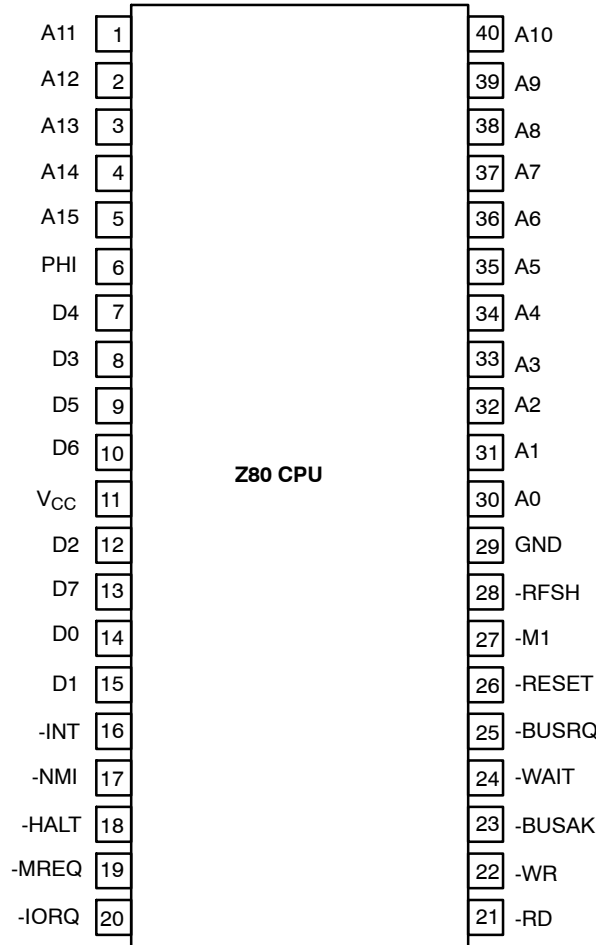 A11 1 40 A10
A12 2 39 A9
A13 3 38 A8
A14 4 37 A7
A15 5 36 A6
PHI 6 35 A5
D4 7 34 A4
D3 8 33 A3
D5 9 32 A2
D6 10 31 A1
Z80 CPU
VCC 11 30 A0
D2 12 29 GND
D7 13 28 -RFSH
D0 14 27 -M1
D1 15 26 -RESET
-INT 16 25 -BUSRQ
-NMI 17 24 -WAIT
-HALT 18 23 -BUSAK
-MREQ 19 22 -WR
-IORQ 20 21 -RD